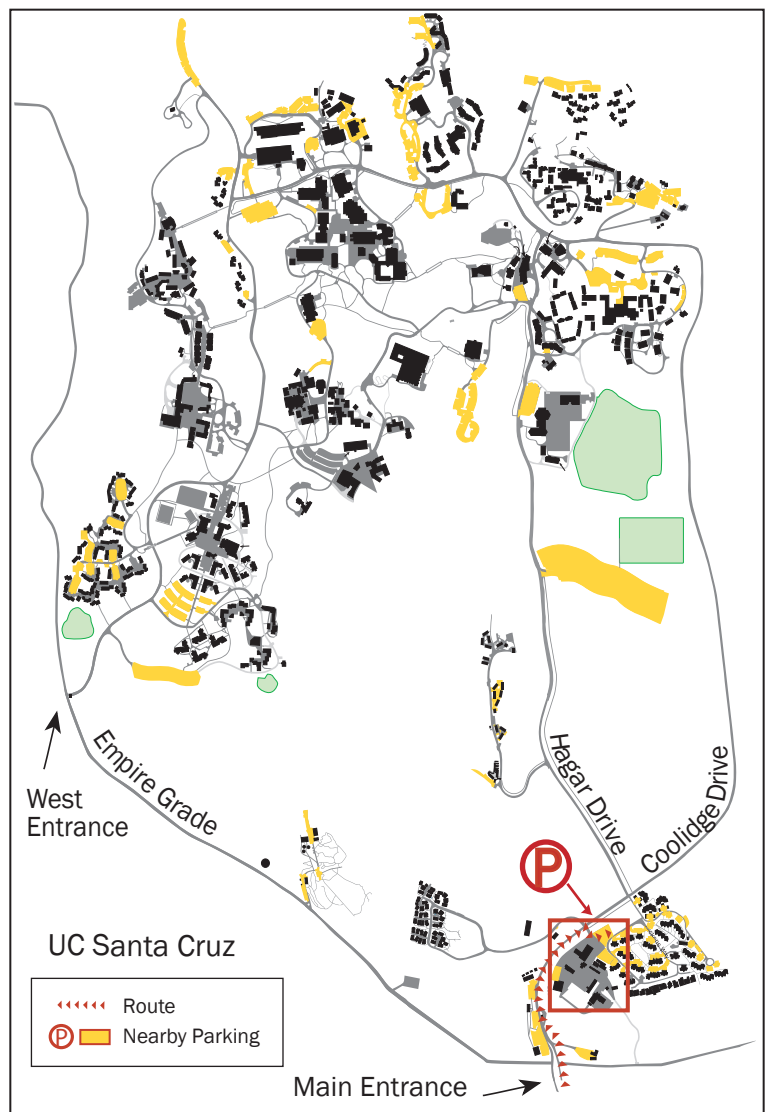 West
Entrance
Empire Grade
Hagar Drive
Coolidge Drive
P
UC Santa Cruz
Route
P Nearby Parking
Main Entrance